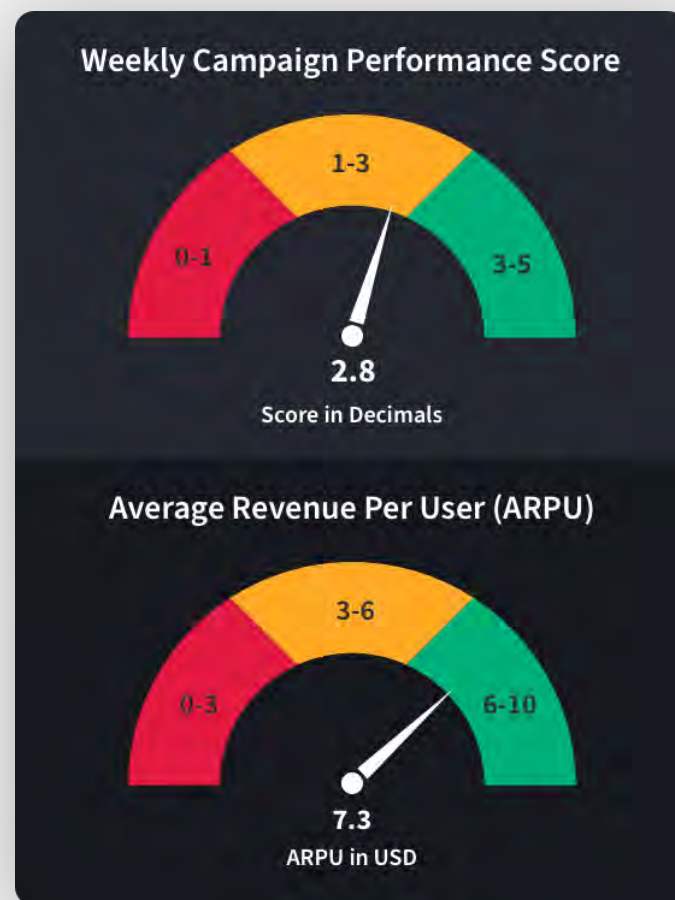 Weekly Campaign Performance Score
1-3
0-1
3-5
2.8
Score in Decimals
Average Revenue Per User (ARPU)
3-6
0-3
6-10
7.3
ARPU in USD